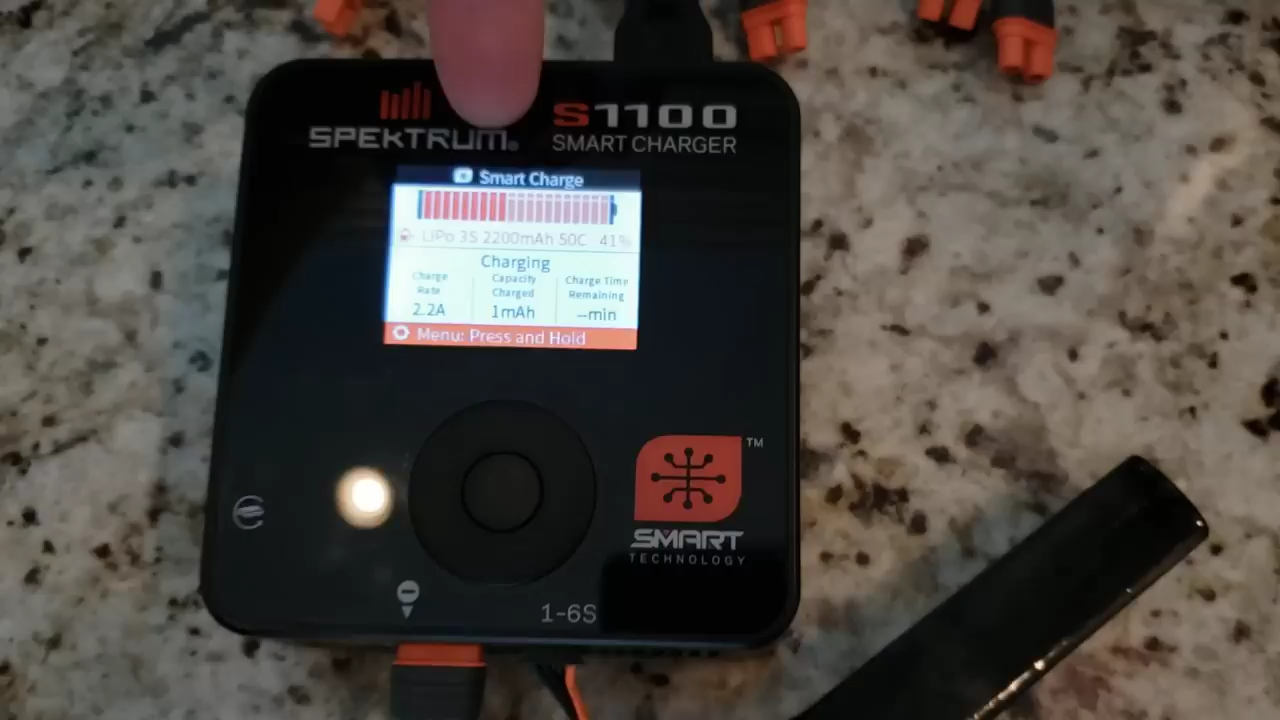 SPEKTRUM®
S1100
SMART CHARGER
Smart Charge
LiPo 3S 2200mAh 50C 41%
Charging
Charge Rate
Capacity Charged
Charge Time Remaining
2.2A
1mAh
--min
Menu: Press and Hold
SMART™
TECHNOLOGY
1-6S